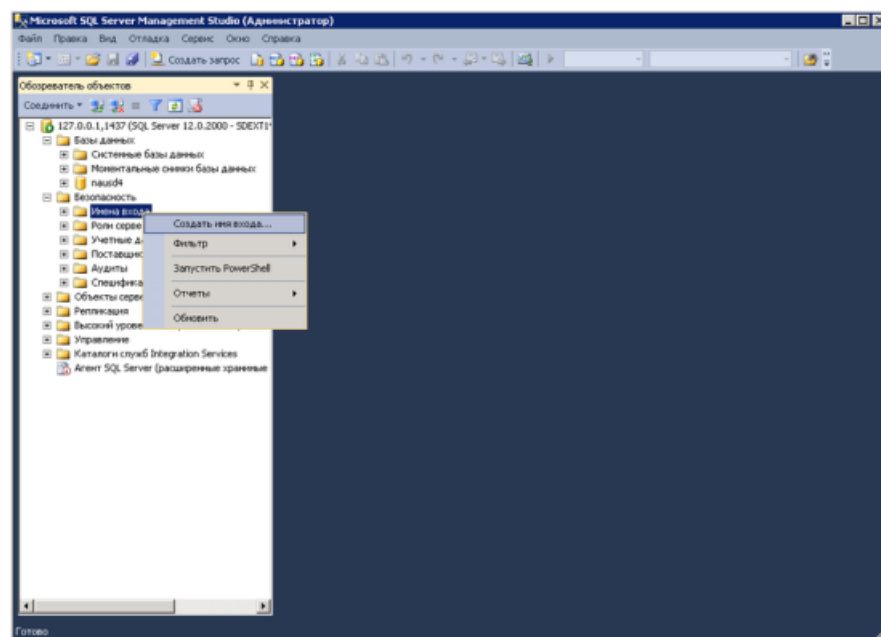 Microsoft SQL Server Management Studio (Администратор)
Файл Правка Вид Отладка Сервис Окно Справка
Создать запрос
Обозреватель объектов
Соединить
127.0.0.1,1437 (SQL Server 12.0.2000 - SDEXT1
Базы данных
Системные базы данных
Моментальные снимки базы данных
nausd4
Безопасность
Имена входа
Роли серве
Учетные д
Поставщик
Аудиты
Специфика
Объекты серве
Репликация
Высокий урове
Управление
Каталоги служб Integration Services
Агент SQL Server (расширенные хранимые
Создать имя входа...
Фильтр
Запустить PowerShell
Отчеты
Обновить
Готово